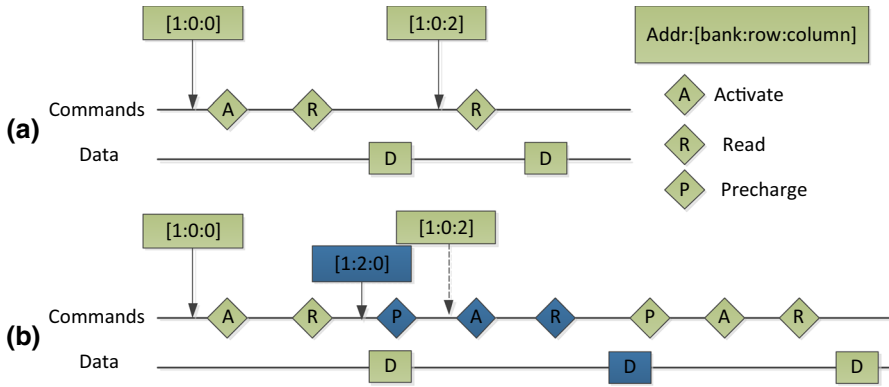 [1:0:0] [1:0:2] Addr:[bank:row:column]
Commands A R R A Activate
(a)
Data D D R Read
P Precharge
[1:0:0] [1:0:2]
[1:2:0]
Commands A R P A R P A R
(b)
Data D D D